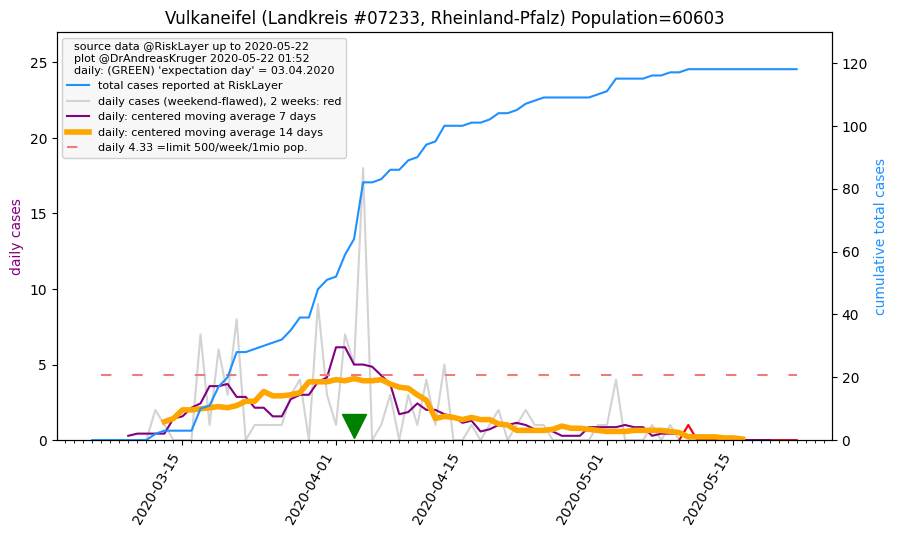 Vulkaneifel (Landkreis #07233, Rheinland-Pfalz) Population=60603
source data @RiskLayer up to 2020-05-22
plot @DrAndreasKruger 2020-05-22 01:52
daily: (GREEN) 'expectation day' = 03.04.2020
total cases reported at RiskLayer
daily cases (weekend-flawed), 2 weeks: red
daily: centered moving average 7 days
daily: centered moving average 14 days
daily 4.33 =limit 500/week/1mio pop.
daily cases
25
20
15
10
5
0
cumulative total cases
120
100
80
60
40
20
0
2020-03-15
2020-04-01
2020-04-15
2020-05-01
2020-05-15